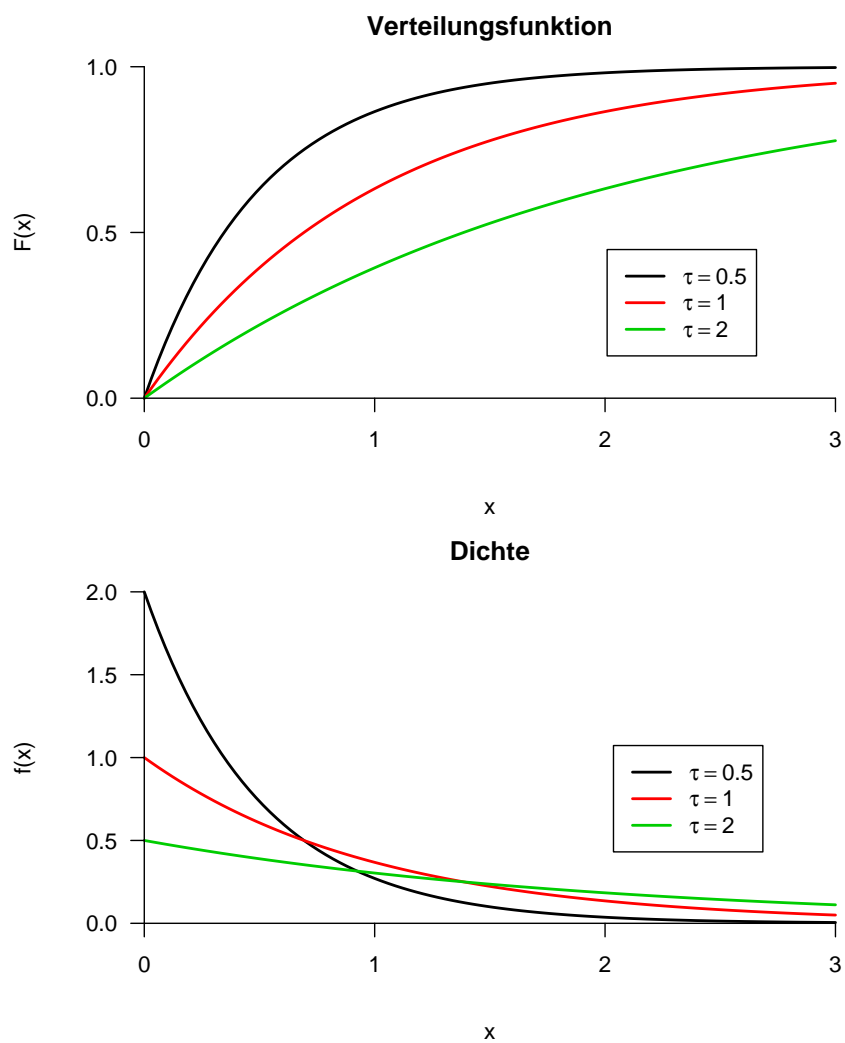 Verteilungsfunktion
1.0
F(x)
0.5
τ = 0.5
τ = 1
τ = 2
0.0
0 1 2 3
x
Dichte
2.0
1.5
f(x)
1.0
τ = 0.5
τ = 1
τ = 2
0.5
0.0
0 1 2 3
x